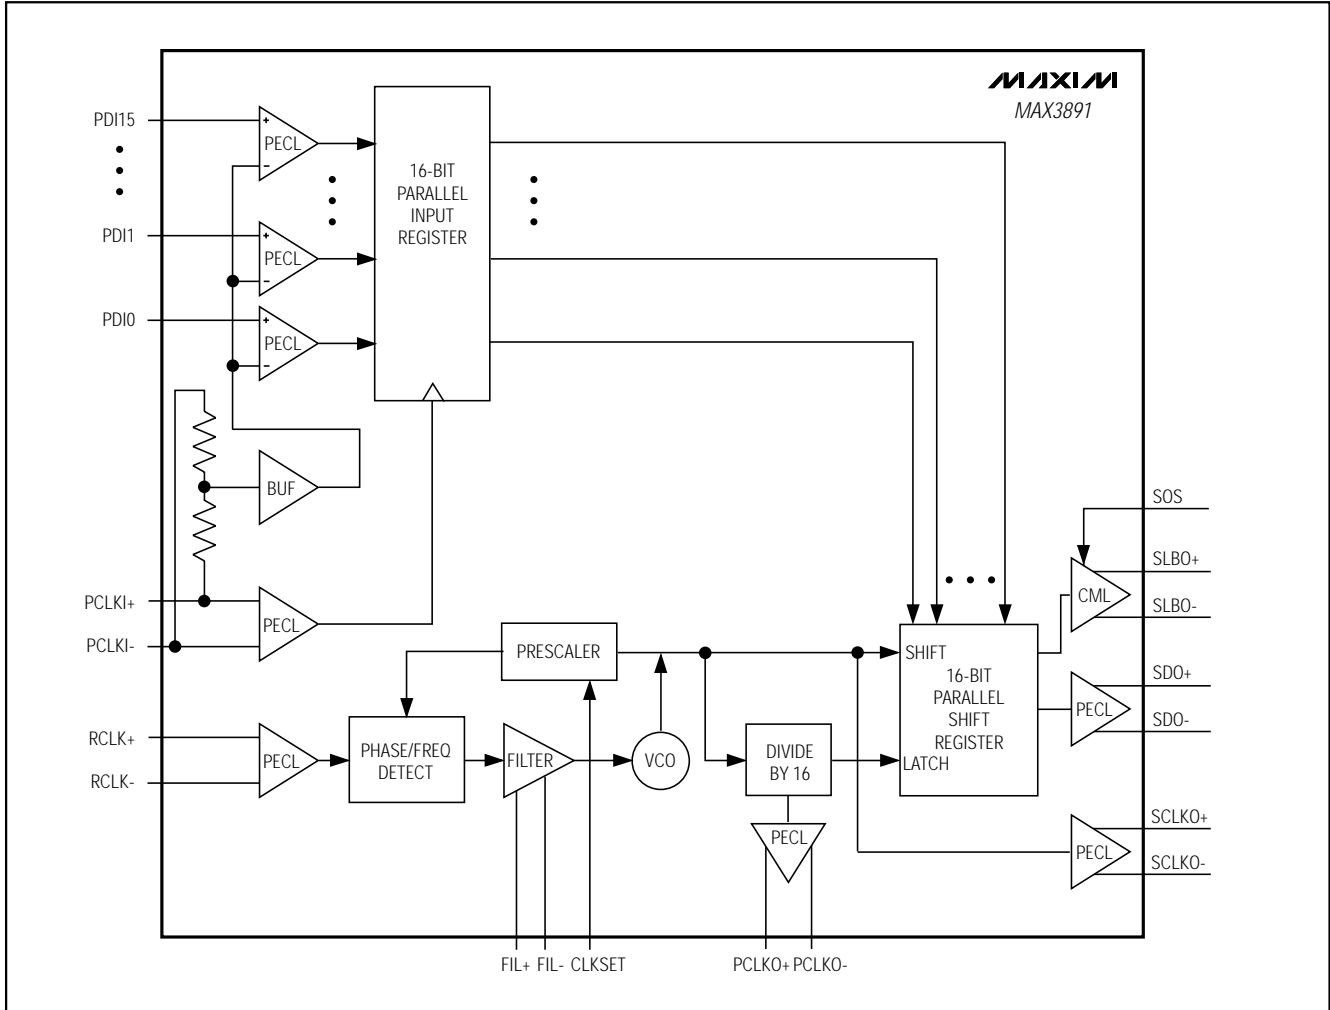 MAXIM
MAX3891
PDI15
PECL
+
-
16-BIT
PARALLEL
INPUT
REGISTER
PDI1
PECL
+
-
PDI0
PECL
+
-
BUF
PCLKI+
PCLKI-
PECL
SOS
SLBO+
SLBO-
CML
PRESCALER
SHIFT
16-BIT
PARALLEL
SHIFT
REGISTER
LATCH
SDO+
SDO-
PECL
RCLK+
RCLK-
PECL
PHASE/FREQ
DETECT
FILTER
VCO
DIVIDE
BY 16
PECL
SCLKO+
SCLKO-
PECL
FIL+ FIL- CLKSET
PCLKO+ PCLKO-